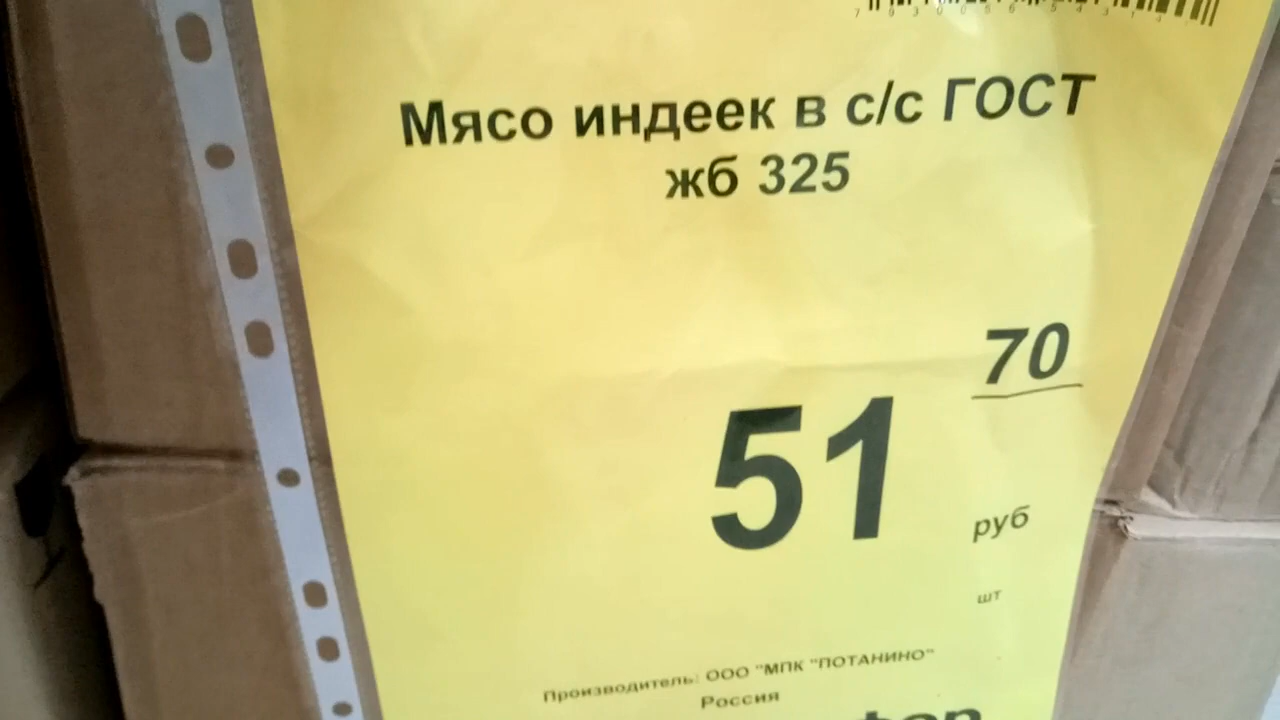 Мясо индеек в с/с ГОСТ
жб 325
51
70
руб
шт
Производитель: ООО "МПК "ПОТАНИНО"
Россия